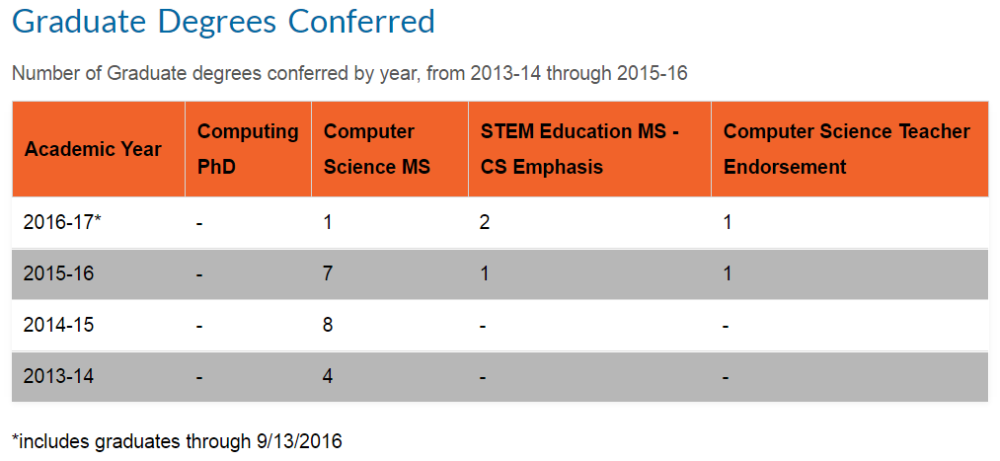 Graduate Degrees Conferred
Number of Graduate degrees conferred by year, from 2013-14 through 2015-16
Academic Year Computing PhD Computer Science MS STEM Education MS - CS Emphasis Computer Science Teacher Endorsement
2016-17* - 1 2 1
2015-16 - 7 1 1
2014-15 - 8 - -
2013-14 - 4 - -
*includes graduates through 9/13/2016